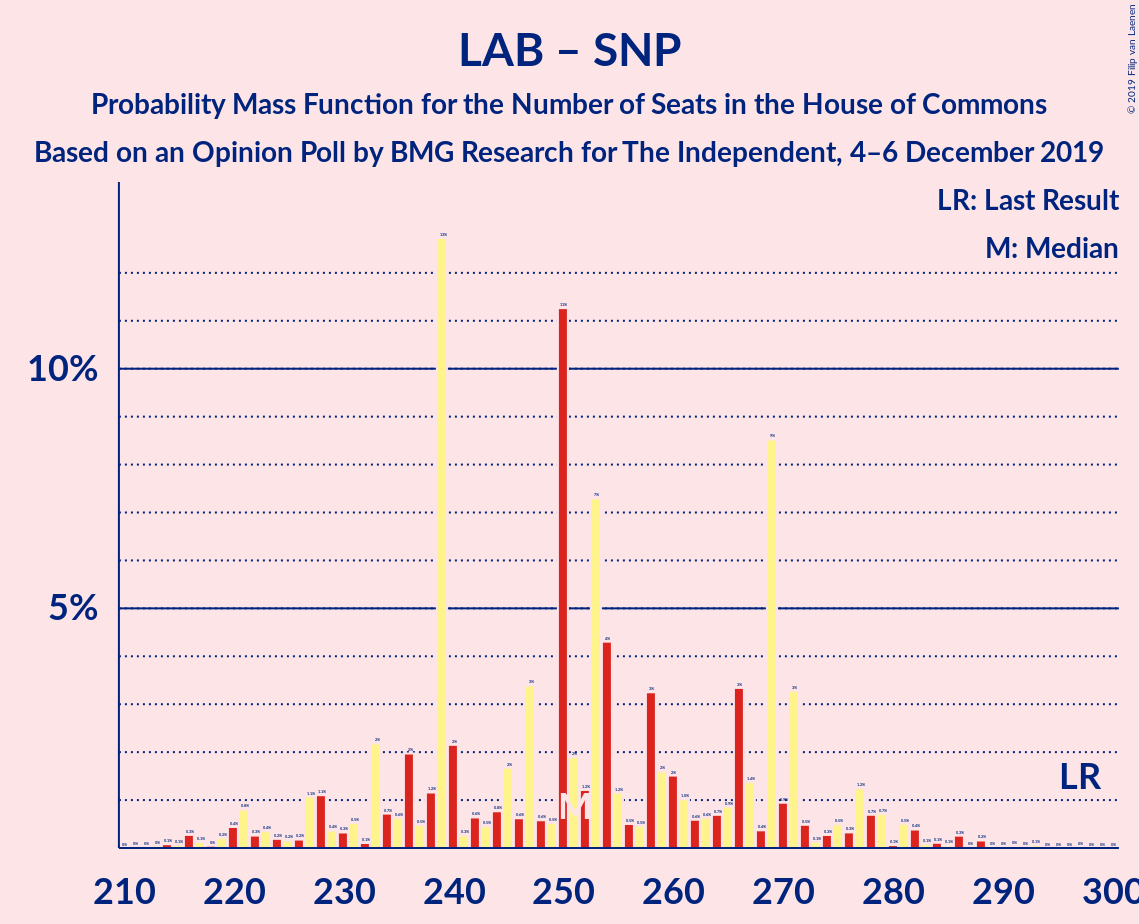 LAB – SNP
Probability Mass Function for the Number of Seats in the House of Commons
Based on an Opinion Poll by BMG Research for The Independent, 4–6 December 2019
© 2019 Filip van Laenen
LR: Last Result
M: Median
10%
5%
LR
M
210 220 230 240 250 260 270 280 290 300